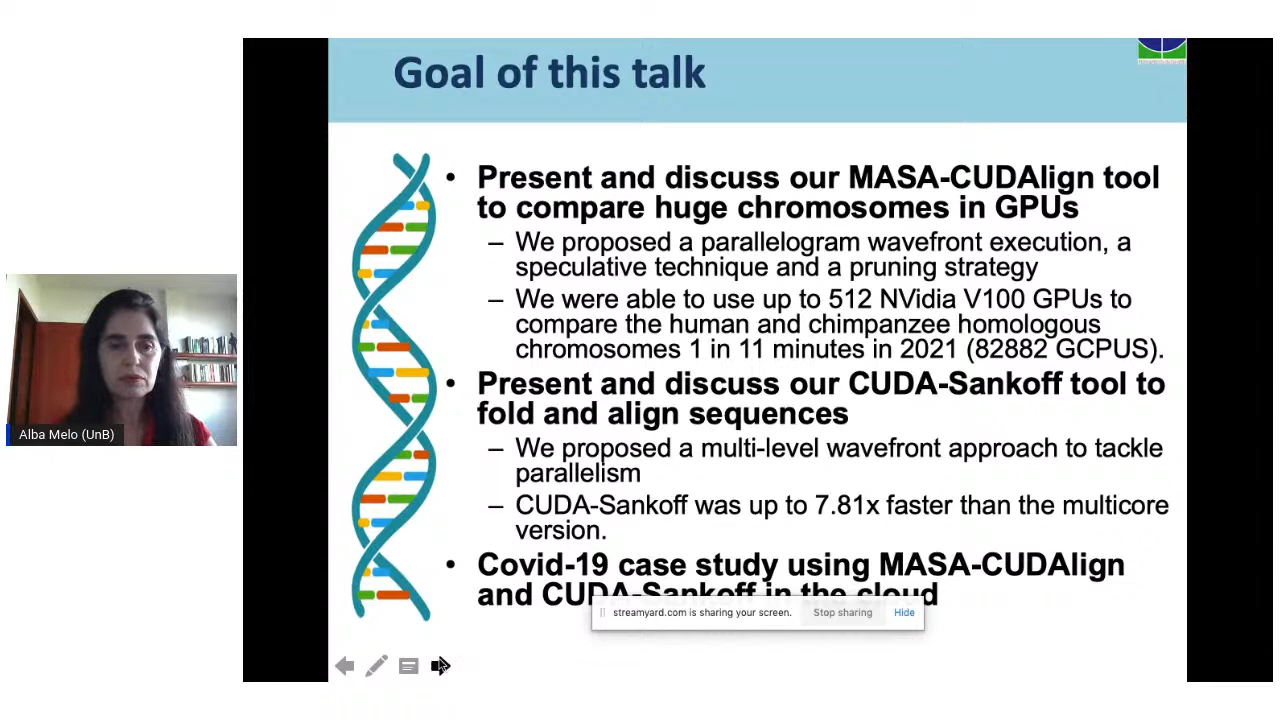 Goal of this talk
• Present and discuss our MASA-CUDAlign tool
to compare huge chromosomes in GPUs
– We proposed a parallelogram wavefront execution, a
speculative technique and a pruning strategy
– We were able to use up to 512 NVidia V100 GPUs to
compare the human and chimpanzee homologous
chromosomes 1 in 11 minutes in 2021 (82882 GCPUS).
• Present and discuss our CUDA-Sankoff tool to
fold and align sequences
– We proposed a multi-level wavefront approach to tackle
parallelism
– CUDA-Sankoff was up to 7.81x faster than the multicore
version.
• Covid-19 case study using MASA-CUDAlign
and CUDA-Sankoff in the cloud
streamyard.com is sharing your screen. Stop sharing Hide
Alba Melo (UnB)